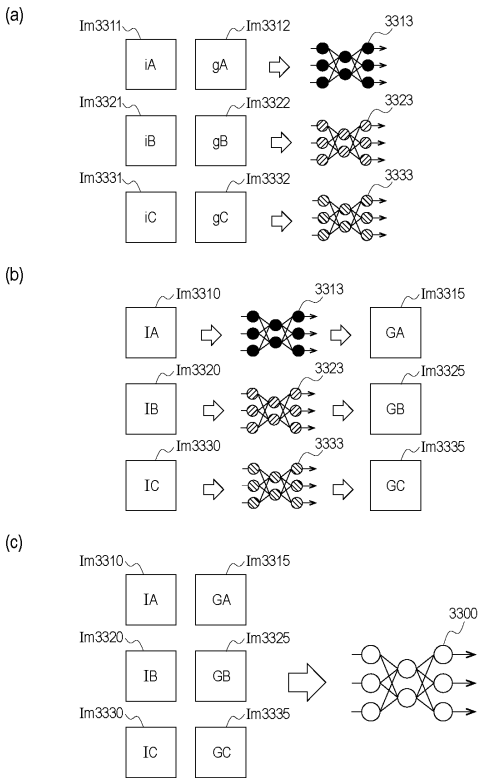 (a)
Im3311 Im3312 3313
iA gA
Im3321 Im3322 3323
iB gB
Im3331 Im3332 3333
iC gC
(b)
Im3310 3313 Im3315
IA GA
Im3320 3323 Im3325
IB GB
Im3330 3333 Im3335
IC GC
(c)
Im3310 Im3315
IA GA
Im3320 Im3325 3300
IB GB
Im3330 Im3335
IC GC